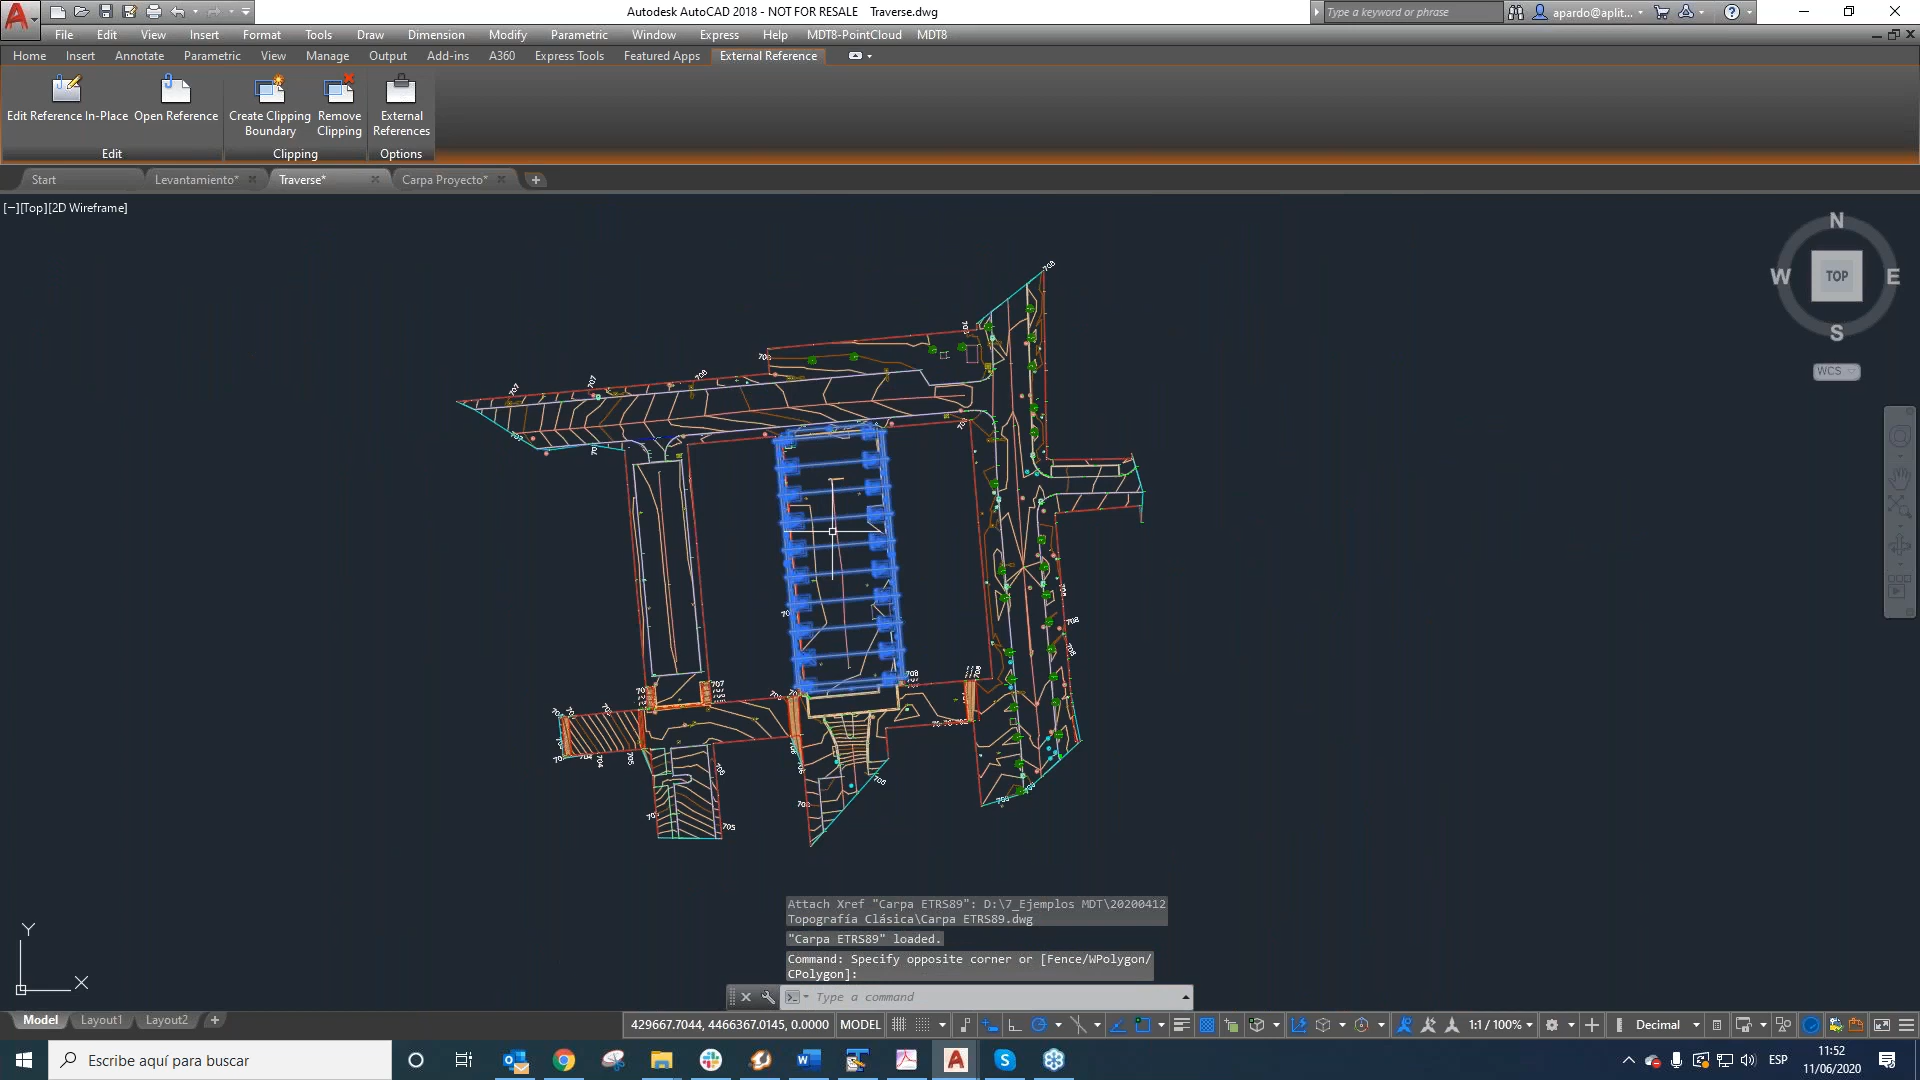 Autodesk AutoCAD 2018 - NOT FOR RESALE Traverse.dwg
Type a keyword or phrase
apardo@aplit...
File Edit View Insert Format Tools Draw Dimension Modify Parametric Window Express Help MDT8-PointCloud MDT8
Home Insert Annotate Parametric View Manage Output Add-ins A360 Express Tools Featured Apps External Reference
Edit Reference In-Place Open Reference Create Clipping Boundary Remove Clipping External References
Edit Clipping Options
Start Levantamiento* Traverse* Carpa Proyecto*
[−][Top][2D Wireframe]
N
W TOP E
S
WCS
Attach Xref "Carpa ETRS89": D:\7_Ejemplos MDT\20200412
Topografía Clásica\Carpa ETRS89.dwg
"Carpa ETRS89" loaded.
Command: Specify opposite corner or [Fence/WPolygon/
CPolygon]:
Type a command
Y
X
Model Layout1 Layout2
429667.7044, 4466367.0145, 0.0000 MODEL 1:1 / 100% Decimal
Escribe aquí para buscar
ESP
11:52
11/06/2020